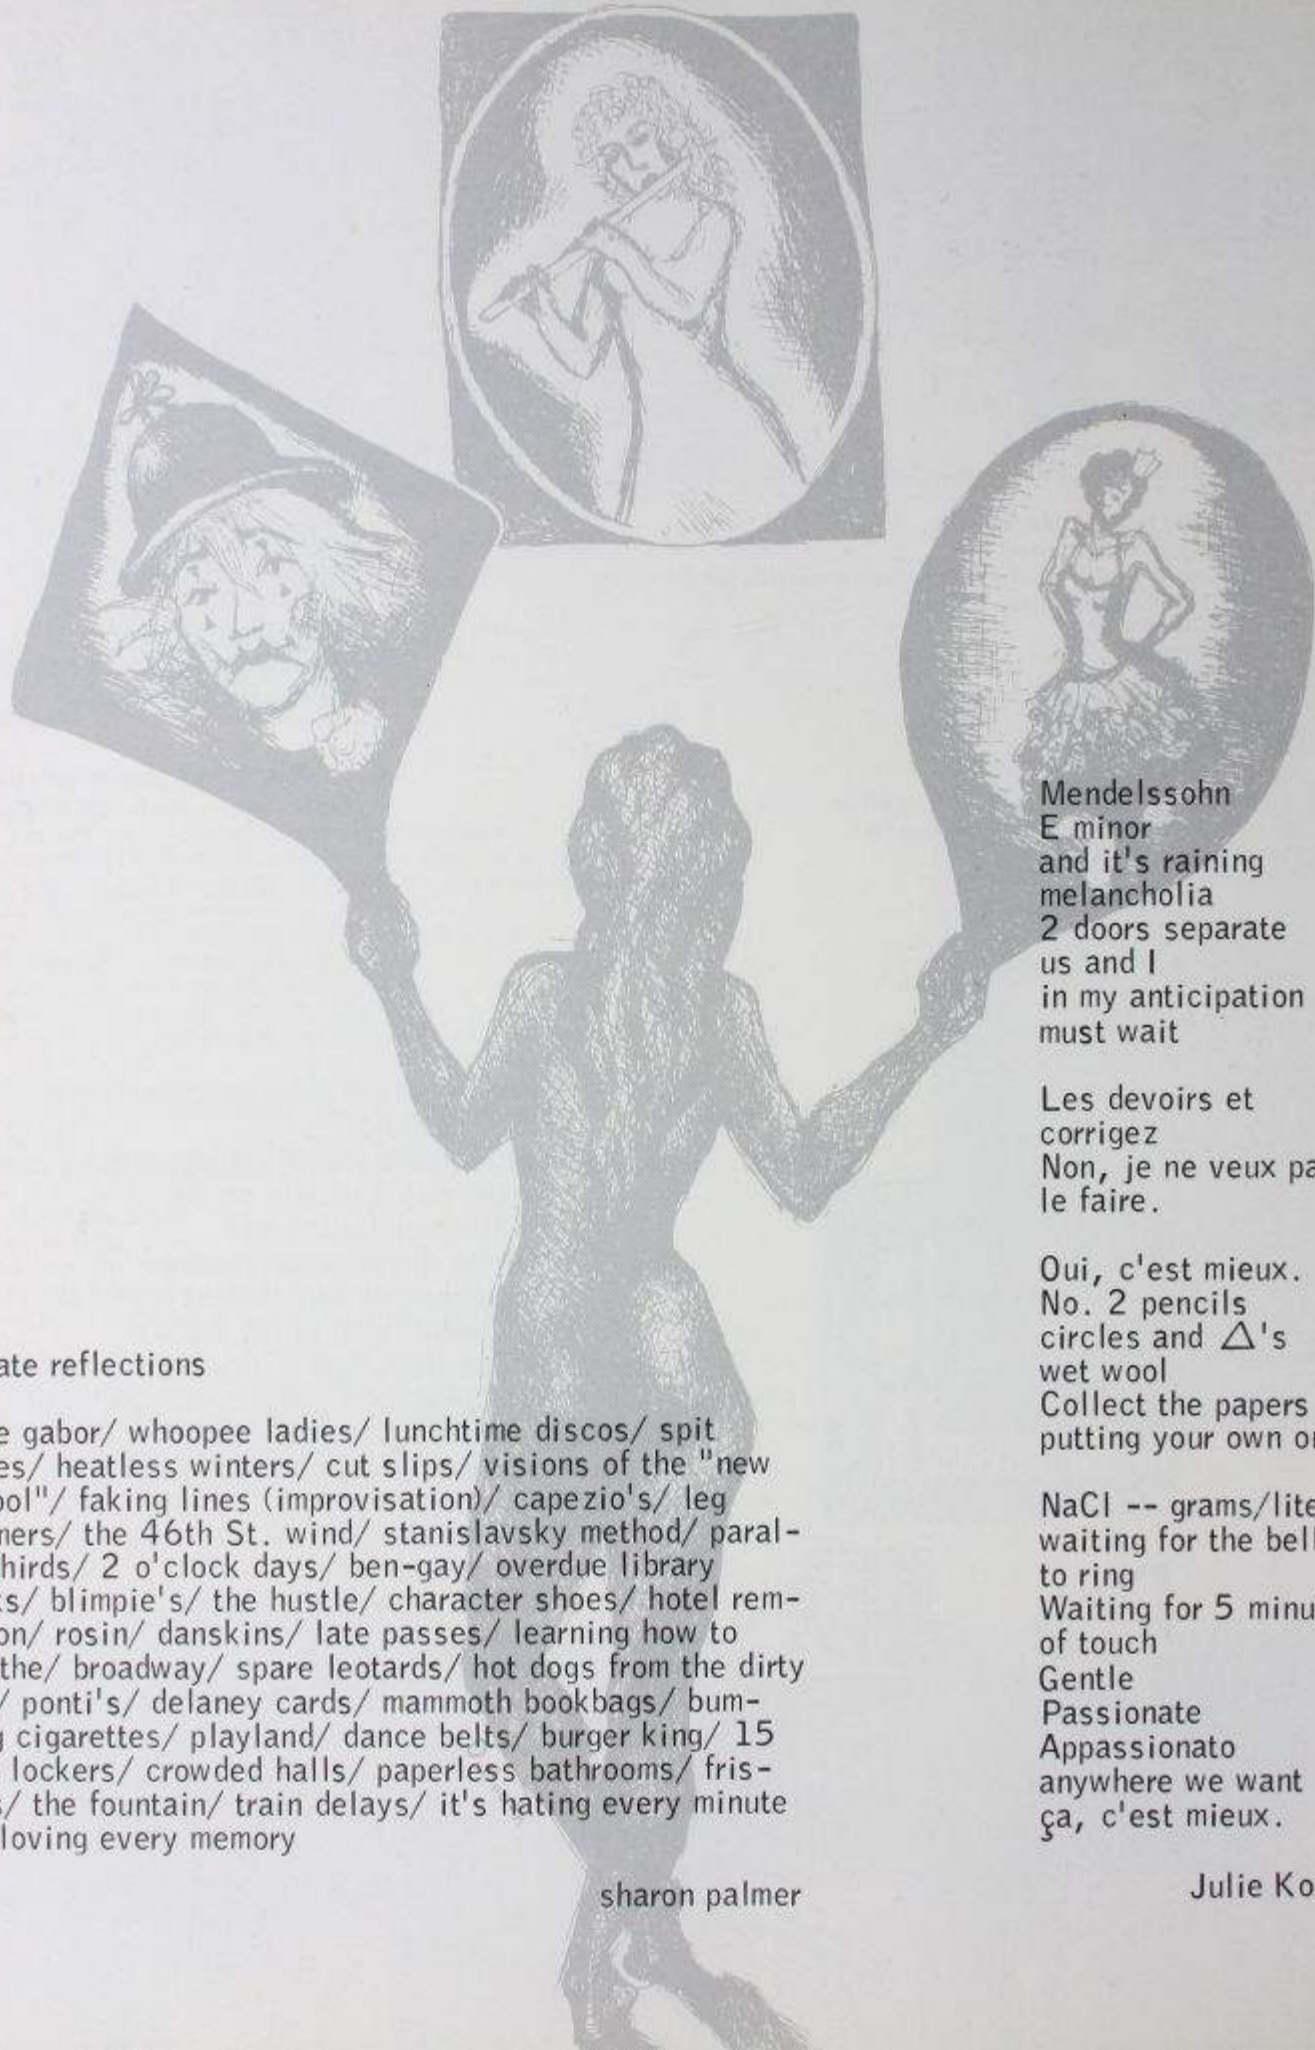 ate reflections
e gabor/ whoopee ladies/ lunchtime discos/ spit
es/ heatless winters/ cut slips/ visions of the "new
ool"/ faking lines (improvisation)/ capezio's/ leg
mers/ the 46th St. wind/ stanislavsky method/ paral-
hirds/ 2 o'clock days/ ben-gay/ overdue library
ks/ blimpie's/ the hustle/ character shoes/ hotel rem-
on/ rosin/ danskins/ late passes/ learning how to
the/ broadway/ spare leotards/ hot dogs from the dirty
/ ponti's/ delaney cards/ mammoth bookbags/ bum-
g cigarettes/ playland/ dance belts/ burger king/ 15
lockers/ crowded halls/ paperless bathrooms/ fris-
s/ the fountain/ train delays/ it's hating every minute
loving every memory
sharon palmer
Mendelssohn
E minor
and it's raining
melancholia
2 doors separate
us and I
in my anticipation
must wait
Les devoirs et
corrigez
Non, je ne veux pa
le faire.
Oui, c'est mieux.
No. 2 pencils
circles and △'s
wet wool
Collect the papers
putting your own o
NaCl -- grams/lite
waiting for the bell
to ring
Waiting for 5 minu
of touch
Gentle
Passionate
Appassionato
anywhere we want
ça, c'est mieux.
Julie Ko